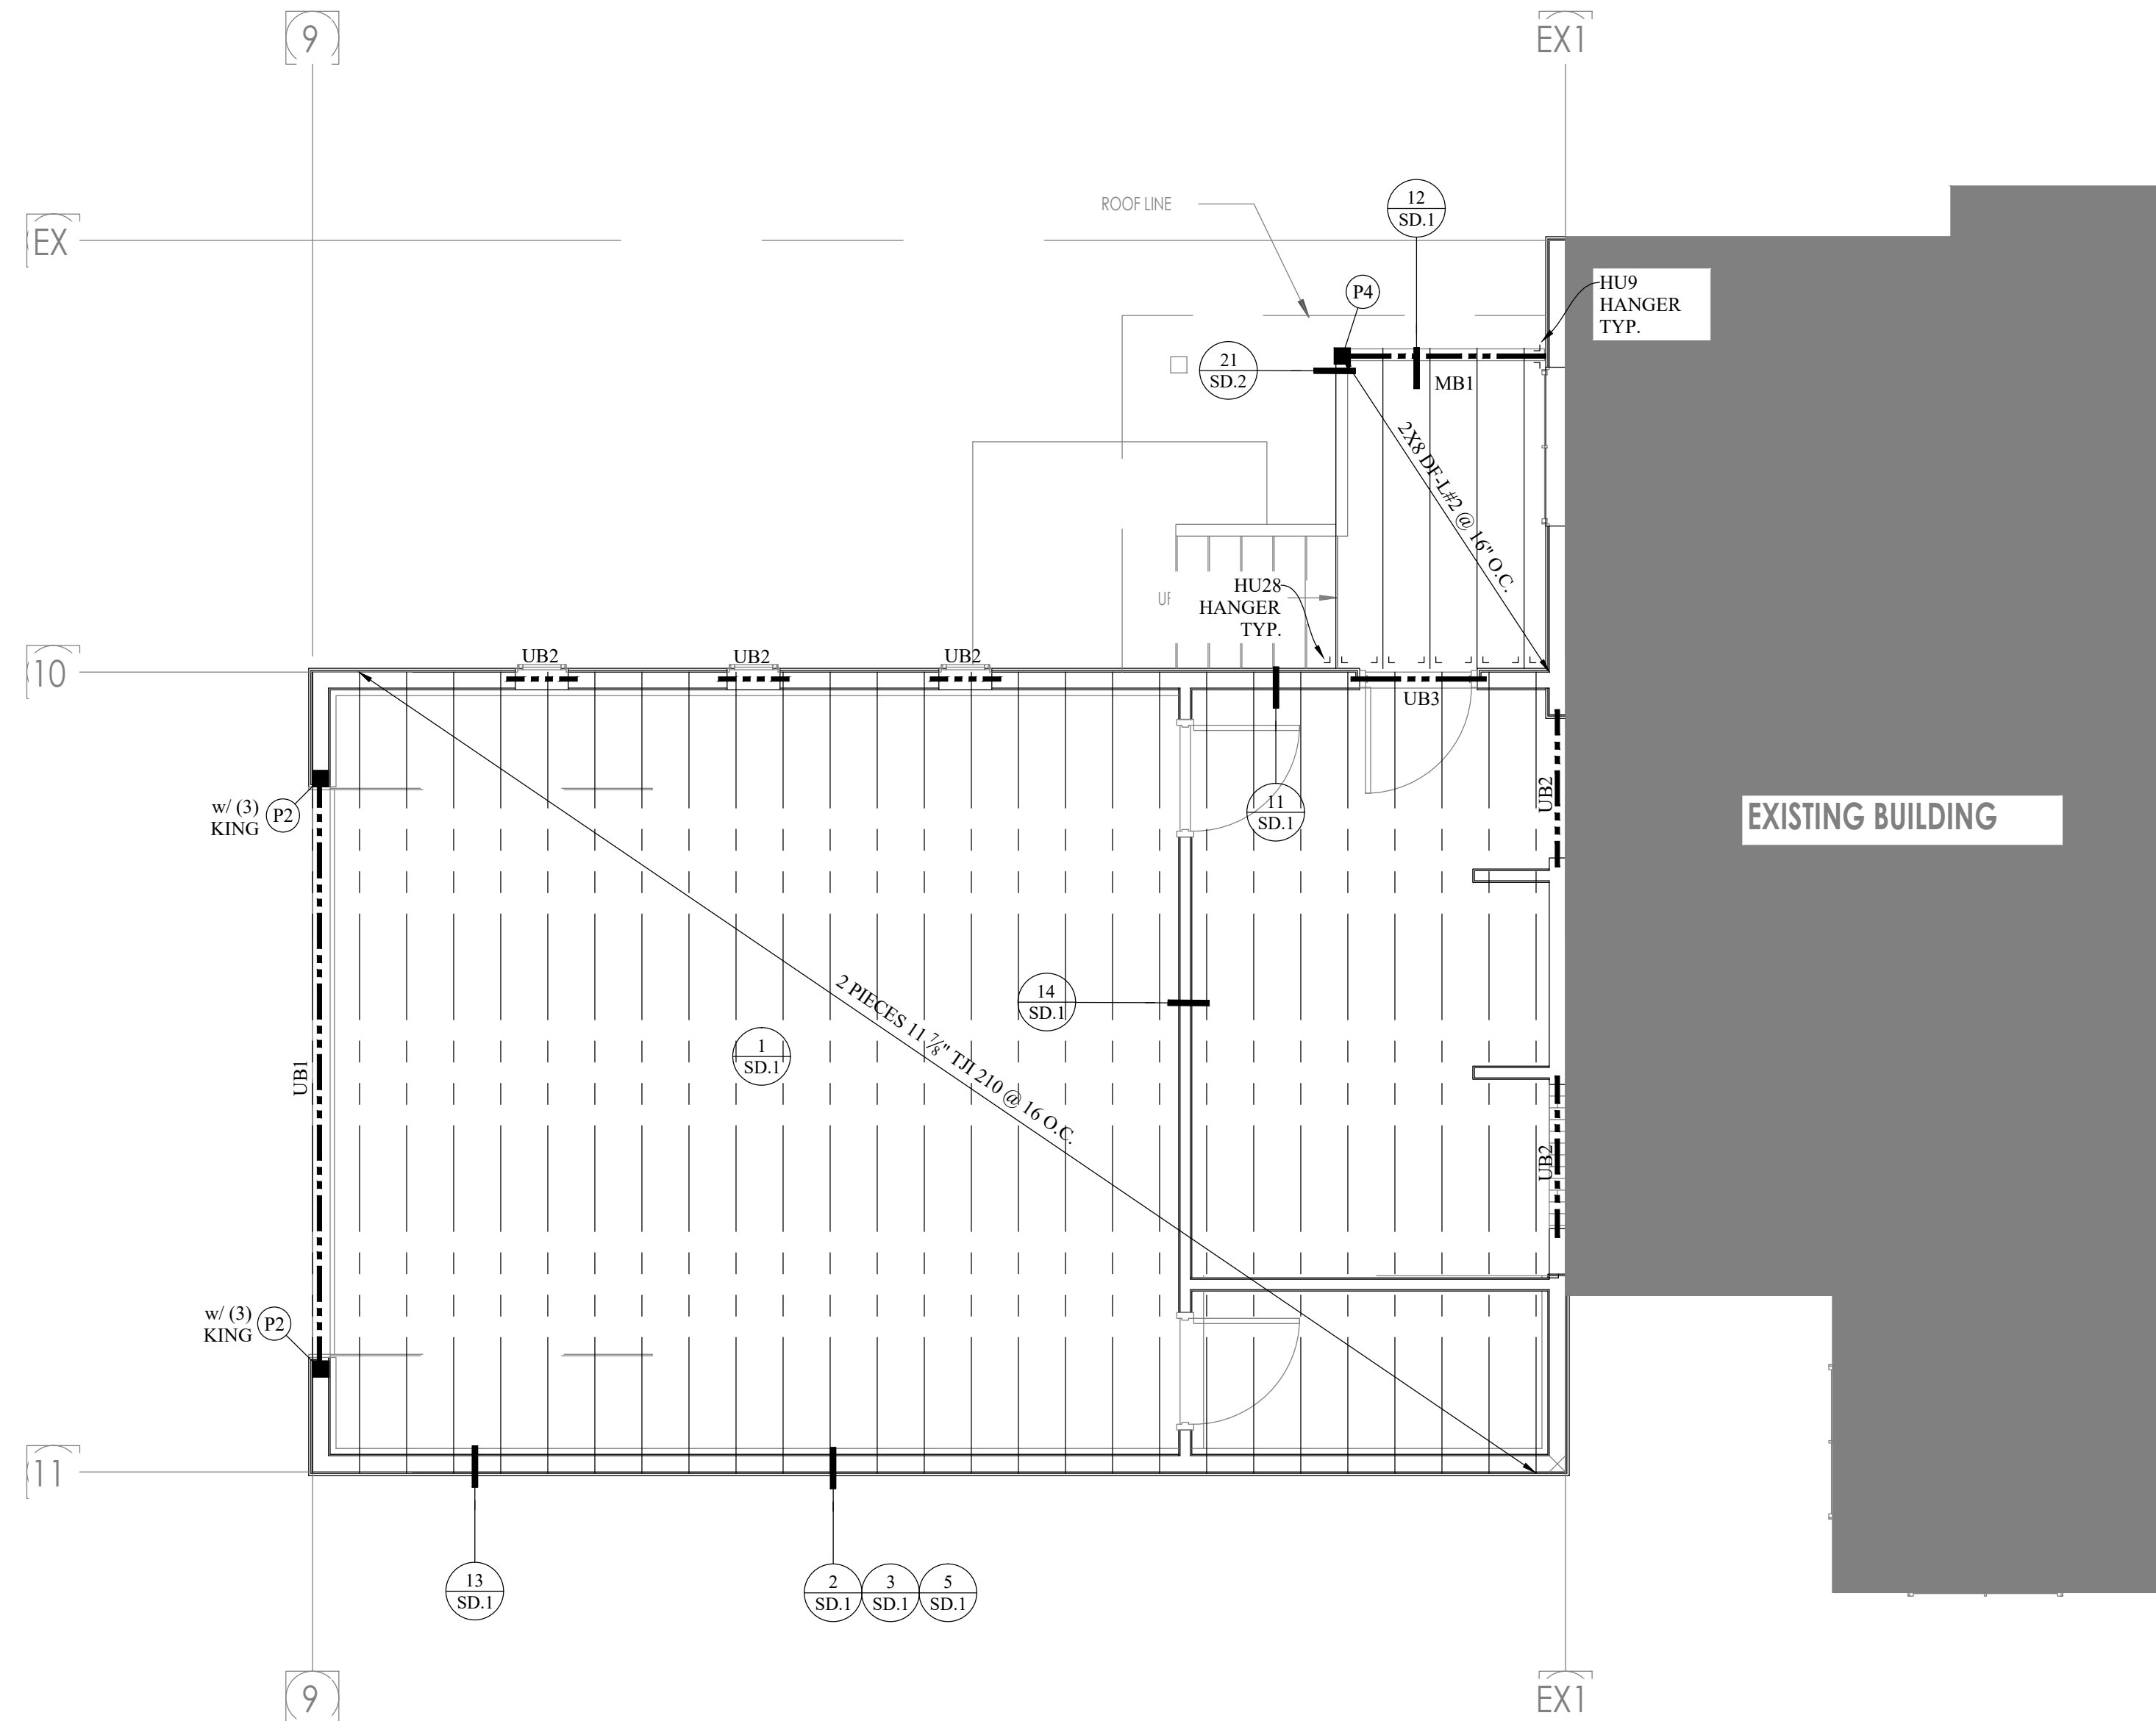 9
EX1
ROOF LINE
12
SD.1
EX
HU9
HANGER
TYP.
P4
21
SD.2
MB1
2X8 DF-L#2 @ 16" O.C.
HU28
HANGER
TYP.
UP
10
UB2
UB2
UB2
UB3
w/ (3)
KING
P2
UB2
11
SD.1
EXISTING BUILDING
14
SD.1
2 PIECES 11 ⅞" TJI 210 @ 16 O.C.
1
SD.1
UB1
UB2
w/ (3)
KING
P2
11
13
SD.1
2
SD.1
3
SD.1
5
SD.1
9
EX1